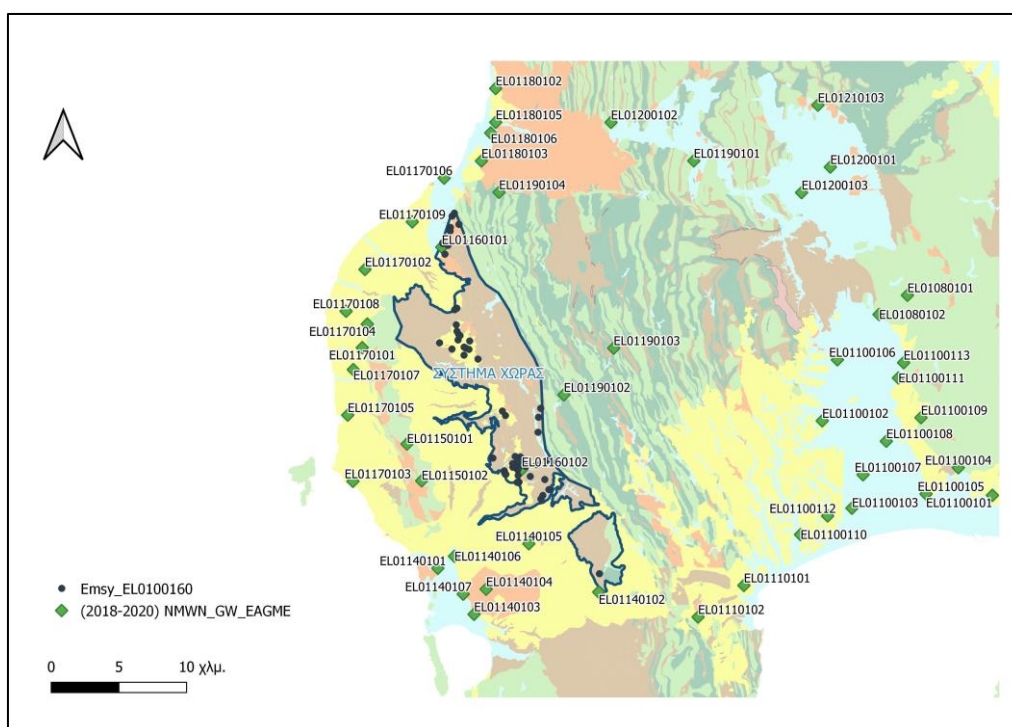 EL01180102
EL01210103
EL01180105
EL01200102
EL01180106
EL01180103
EL01190101
EL01200101
EL01170106
EL01190104
EL01200103
EL01170109
EL01160101
EL01170102
EL01080101
EL01170108
EL01080102
EL01170104
EL01190103
EL01170101
EL01100106
EL01100113
EL01170107
ΣΥΣΤΗΜΑ ΧΩΡΑΣ
EL01100111
EL01190102
EL01170105
EL01100102
EL01100109
EL01150101
EL01100108
EL01160102
EL01100104
EL01170103
EL01150102
EL01100107
EL01100105
EL01100101
EL01100103
EL01100112
EL01140105
EL01100110
EL01140106
EL01140101
EL01140104
EL01110101
Emsy_EL0100160
EL01140107
EL01140102
(2018-2020) NMWN_GW_EAGME
EL01140103
EL01110102
0 5 10 χλμ.